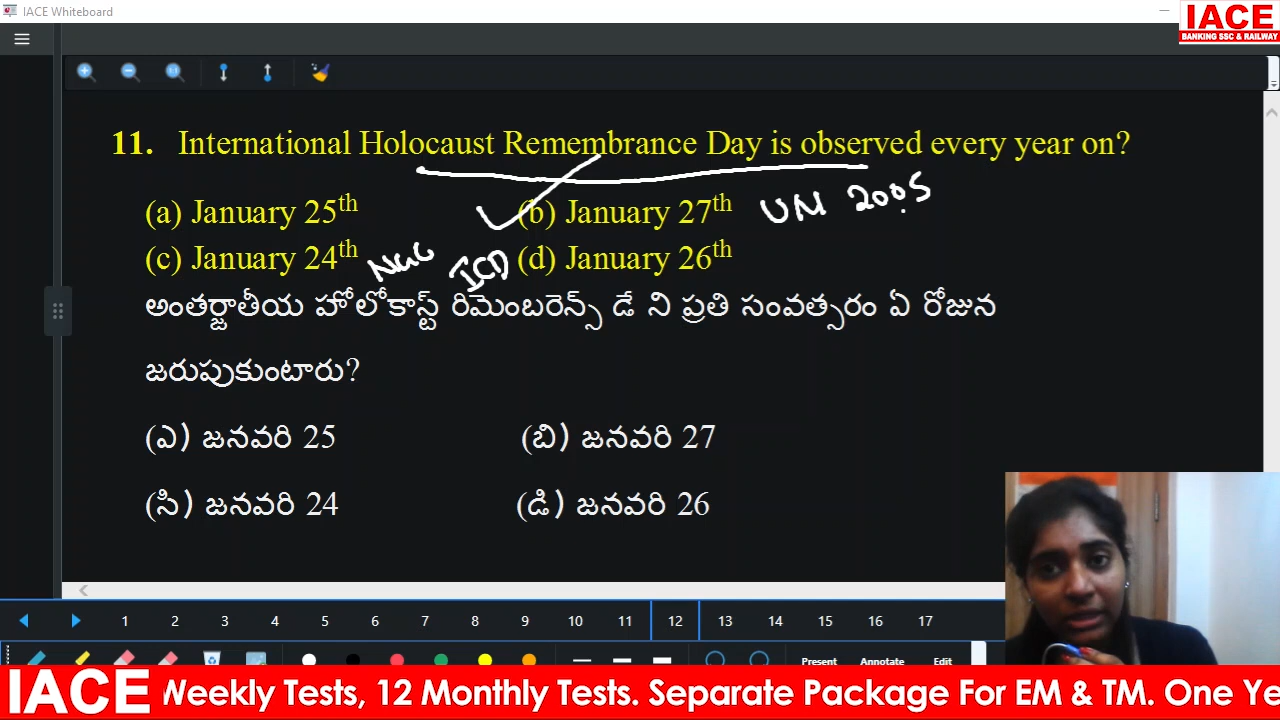 IACE Whiteboard
IACE
BANKING SSC & RAILWAY
11. International Holocaust Remembrance Day is observed every year on?
(a) January 25th (b) January 27th UN 2005
(c) January 24th NGC ICD (d) January 26th
అంతర్జాతీయ హోలోకాస్ట్ రిమెంబరెన్స్ డే ని ప్రతి సంవత్సరం ఏ రోజున
జరుపుకుంటారు?
(ఎ) జనవరి 25 (బి) జనవరి 27
(సి) జనవరి 24 (డి) జనవరి 26
1 2 3 4 5 6 7 8 9 10 11 12 13 14 15 16 17
Present Annotate Edit
IACE Weekly Tests, 12 Monthly Tests. Separate Package For EM & TM. One Ye